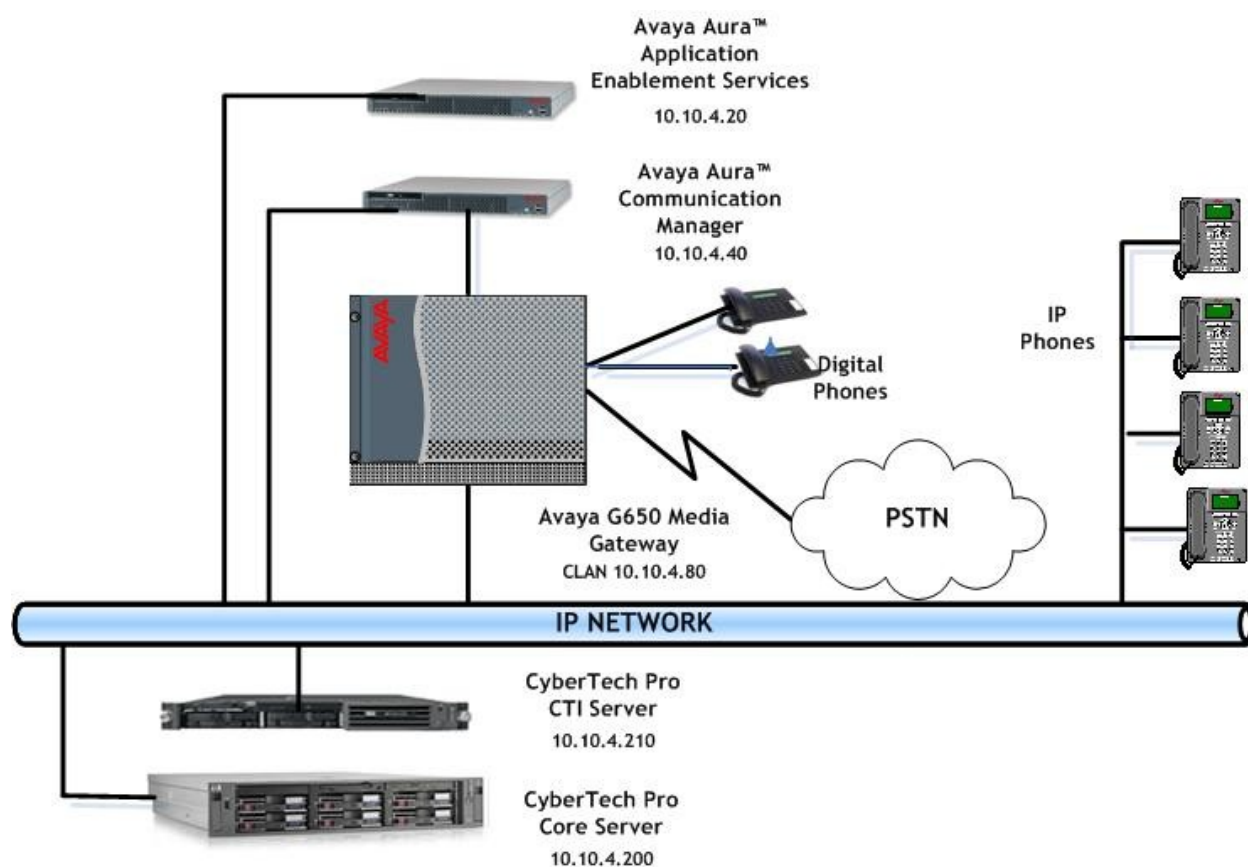 Avaya Aura™
Application
Enablement Services
10.10.4.20
Avaya Aura™
Communication
Manager
10.10.4.40
AVAYA
Digital
Phones
IP
Phones
Avaya G650 Media
Gateway
CLAN 10.10.4.80
PSTN
IP NETWORK
CyberTech Pro
CTI Server
10.10.4.210
CyberTech Pro
Core Server
10.10.4.200